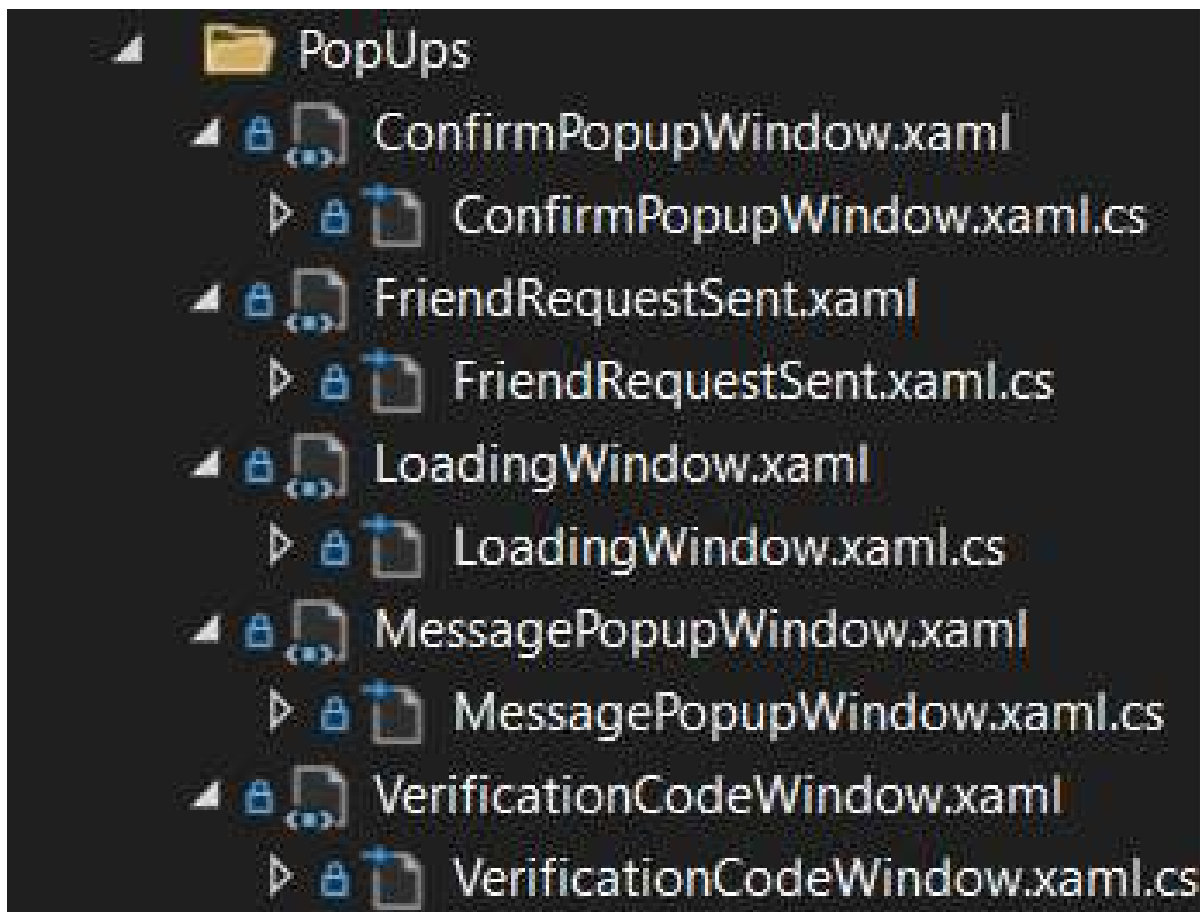 PopUps
ConfirmPopupWindow.xaml
ConfirmPopupWindow.xaml.cs
FriendRequestSent.xaml
FriendRequestSent.xaml.cs
LoadingWindow.xaml
LoadingWindow.xaml.cs
MessagePopupWindow.xaml
MessagePopupWindow.xaml.cs
VerificationCodeWindow.xaml
VerificationCodeWindow.xaml.cs